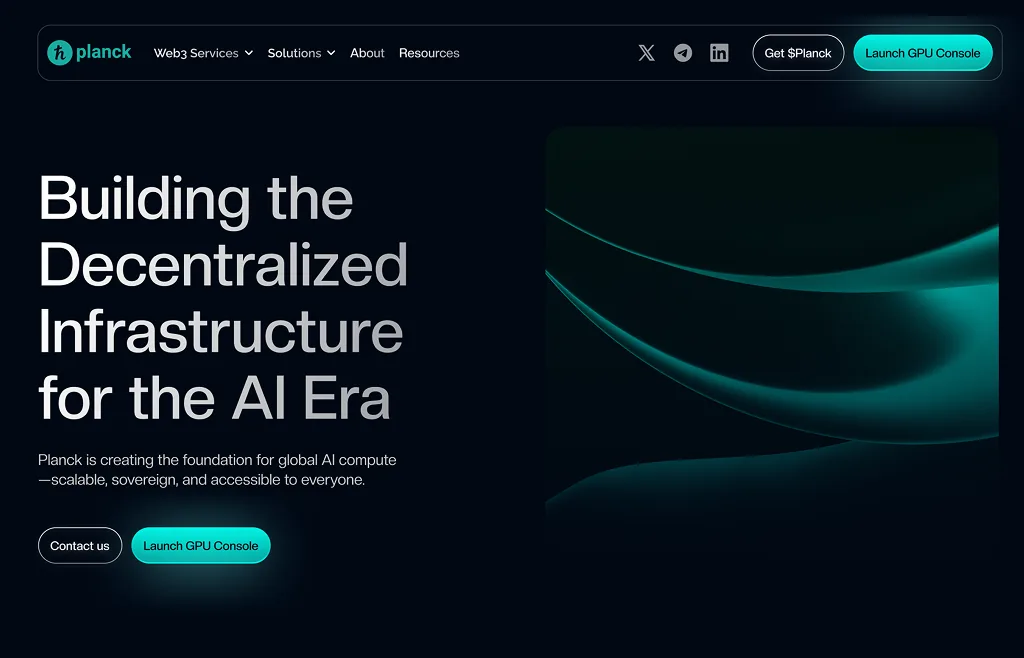 ħ planck
Web3 Services
Solutions
About
Resources
Get $Planck
Launch GPU Console
Building the
Decentralized
Infrastructure
for the AI Era
Planck is creating the foundation for global AI compute
—scalable, sovereign, and accessible to everyone.
Contact us
Launch GPU Console